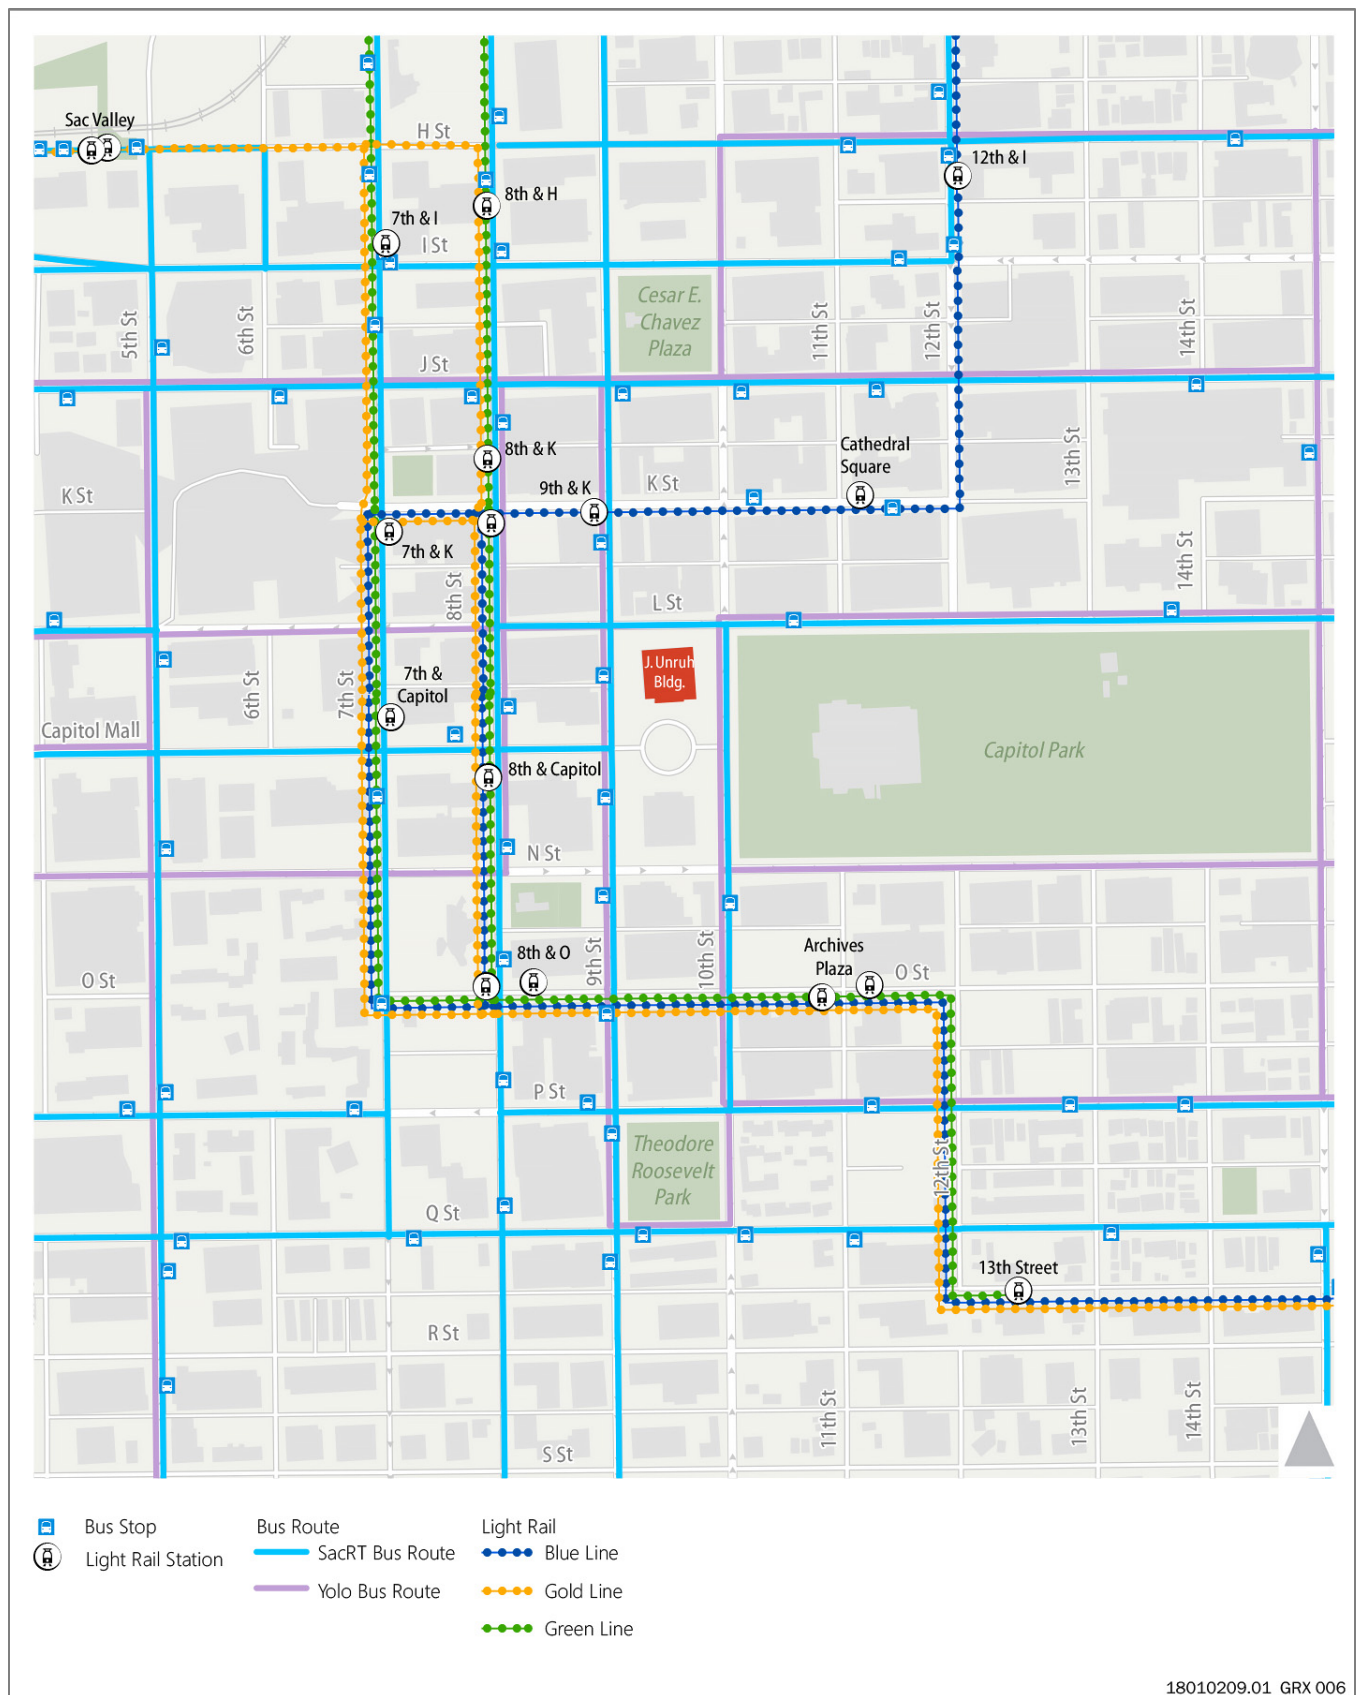 Sac Valley
H St
12th & I
8th & H
7th & I
I St
Cesar E.
Chavez
Plaza
5th St
6th St
11th St
12th St
14th St
J St
Cathedral
Square
13th St
8th & K
9th & K
K St
K St
7th & K
14th St
8th St
L St
J. Unruh
Bldg.
7th &
Capitol
6th St
7th St
Capitol Mall
Capitol Park
8th & Capitol
N St
Archives
Plaza
8th & O
9th St
10th St
O St
O St
P St
Theodore
Roosevelt
Park
12th St
Q St
13th Street
R St
11th St
13th St
14th St
S St
Bus Stop
Light Rail Station
Bus Route
SacRT Bus Route
Yolo Bus Route
Light Rail
Blue Line
Gold Line
Green Line
18010209.01 GRX 006